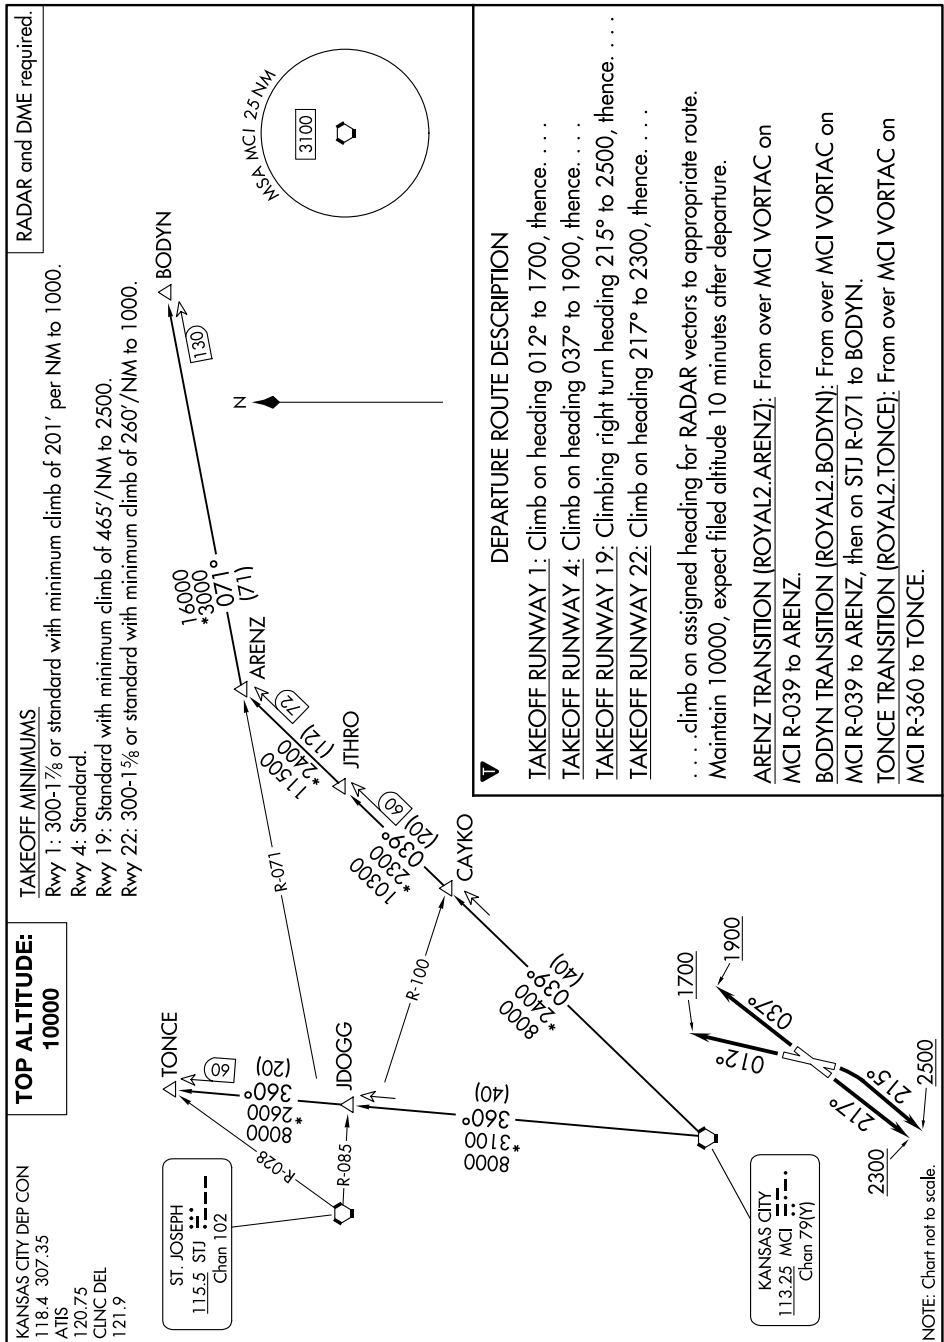 KANSAS CITY DEP CON
118.4 307.35
ATIS
120.75
CLNC DEL
121.9
TOP ALTITUDE:
10000
TAKEOFF MINIMUMS
Rwy 1: 300-1⅞ or standard with minimum climb of 201' per NM to 1000.
Rwy 4: Standard.
Rwy 19: Standard with minimum climb of 465'/NM to 2500.
Rwy 22: 300-1⅝ or standard with minimum climb of 260'/NM to 1000.
RADAR and DME required.
MSA MCI 25 NM
3100
N
BODYN
130
16000
*3000
071°
(71)
ARENZ
72
11500
*2400
(12)
JTHRO
60
10300
*2300
039°
(20)
CAYKO
8000
*2400
039°
(40)
R-071
R-100
TONCE
60
8000
*2600
360°
(20)
JDOGG
R-028
R-085
8000
*3100
360°
(40)
ST. JOSEPH
115.5 STJ
Chan 102
KANSAS CITY
113.25 MCI
Chan 79(Y)
1700
1900
012°
037°
217°
215°
2300
2500
NOTE: Chart not to scale.
T
DEPARTURE ROUTE DESCRIPTION
TAKEOFF RUNWAY 1: Climb on heading 012° to 1700, thence. . . .
TAKEOFF RUNWAY 4: Climb on heading 037° to 1900, thence. . . .
TAKEOFF RUNWAY 19: Climbing right turn heading 215° to 2500, thence. . . .
TAKEOFF RUNWAY 22: Climb on heading 217° to 2300, thence. . . .
. . . .climb on assigned heading for RADAR vectors to appropriate route.
Maintain 10000, expect filed altitude 10 minutes after departure.
ARENZ TRANSITION (ROYAL2.ARENZ): From over MCI VORTAC on
MCI R-039 to ARENZ.
BODYN TRANSITION (ROYAL2.BODYN): From over MCI VORTAC on
MCI R-039 to ARENZ, then on STJ R-071 to BODYN.
TONCE TRANSITION (ROYAL2.TONCE): From over MCI VORTAC on
MCI R-360 to TONCE.